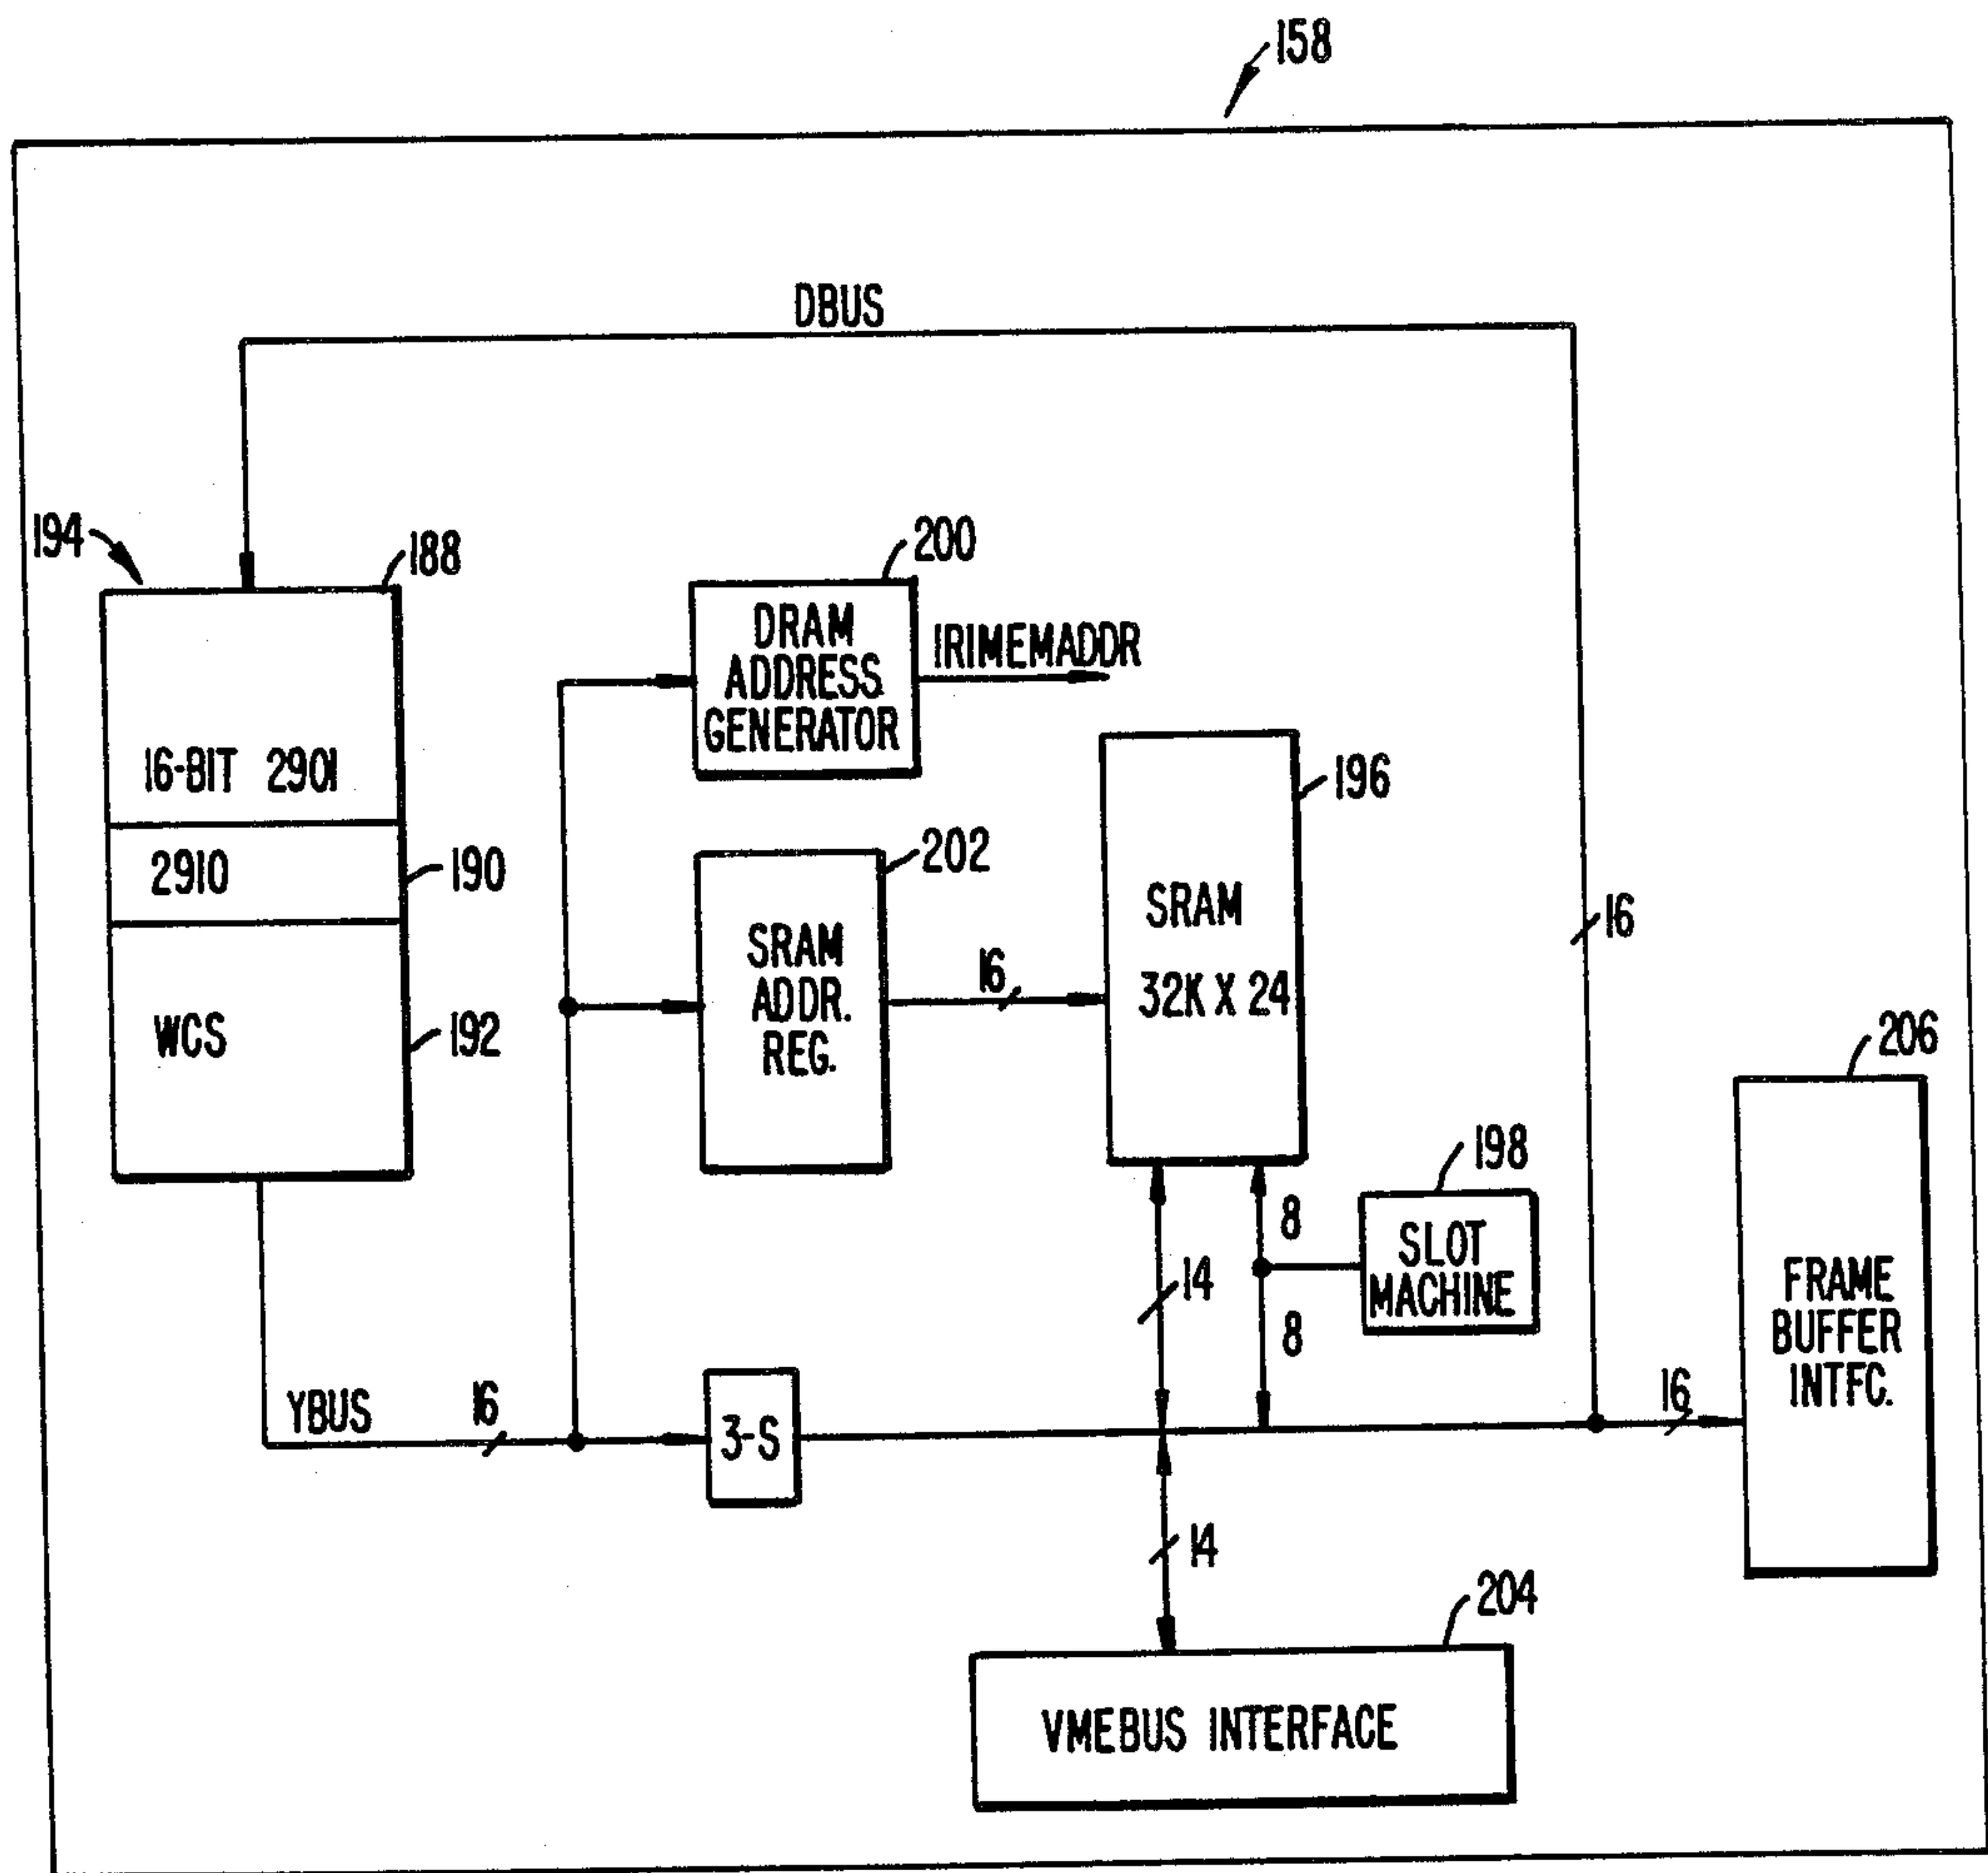 158
DBUS
194
188
200
DRAM
ADDRESS
GENERATOR
IRIMEMADDR
16-BIT 2901
196
2910
190
202
SRAM
32K X 24
16
SRAM
ADDR.
REG.
16
WCS
192
206
198
8
SLOT
MACHINE
14
8
FRAME
BUFFER
INTFC.
YBUS
16
3-S
16
14
204
VMEBUS INTERFACE